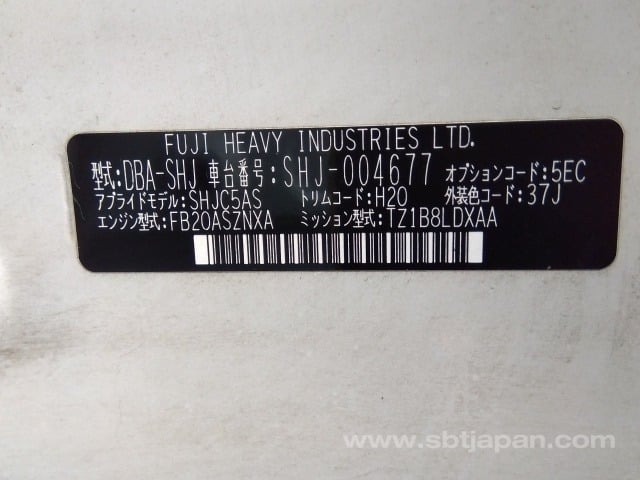 FUJI HEAVY INDUSTRIES LTD.
型式:DBA-SHJ 車台番号:SHJ-004677 オプションコード:5EC
アプライドモデル:SHJC5AS トリムコード:H20 外装色コード:37J
エンジン型式:FB20ASZNXA ミッション型式:TZ1B8LDXAA
www.sbtjapan.com